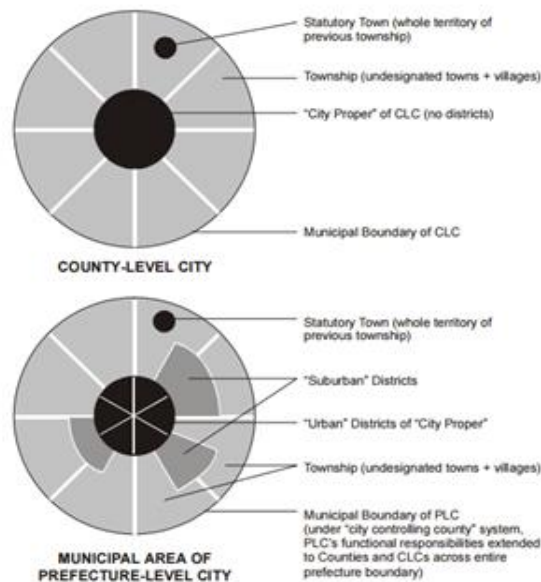 Statutory Town (whole territory of
previous township)
Township (undesignated towns + villages)
"City Proper" of CLC (no districts)
Municipal Boundary of CLC
COUNTY-LEVEL CITY
Statutory Town (whole territory of
previous township)
"Suburban" Districts
"Urban" Districts of "City Proper"
Township (undesignated towns + villages)
Municipal Boundary of PLC
(under "city controlling county" system,
PLC's functional responsibilities extended
to Counties and CLCs across entire
prefecture boundary)
MUNICIPAL AREA OF
PREFECTURE-LEVEL CITY